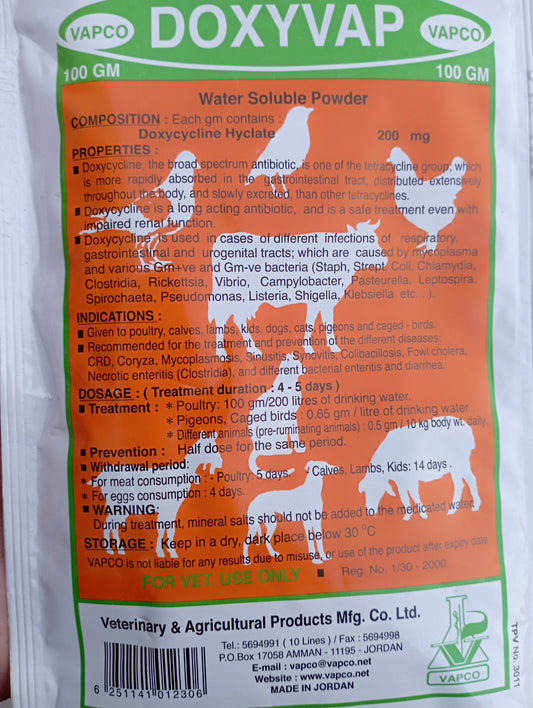 VAPCO DOXYVAP VAPCO
100 GM 100 GM
Water Soluble Powder
COMPOSITION : Each gm contains :
Doxycycline Hyclate 200 mg
PROPERTIES :
■ Doxycycline, the broad spectrum antibiotic, is one of the tetracycline group; which
is more rapidly absorbed in the gastrointestinal tract, distributed extensively
throughout the body, and slowly excreted, than other tetracyclines.
■ Doxycycline is a long acting antibiotic, and is a safe treatment even with
impaired renal function.
■ Doxycycline is used in cases of different infections of respiratory,
gastrointestinal and urogenital tracts; which are caused by mycoplasma
and various Gm+ve and Gm-ve bacteria (Staph, Strept, Coli, Chlamydia,
Clostridia, Rickettsia, Vibrio, Campylobacter, Pasteurella, Leptospira,
Spirochaeta, Pseudomonas, Listeria, Shigella, Klebsiella etc... ).
INDICATIONS :
■ Given to poultry, calves, lambs, kids, dogs, cats, pigeons and caged - birds.
■ Recommended for the treatment and prevention of the different diseases:
CRD, Coryza, Mycoplasmosis, Sinusitis, Synovitis, Colibacillosis, Fowl cholera,
Necrotic enteritis (Clostridia), and different bacterial enteritis and diarrhea.
DOSAGE : ( Treatment duration : 4 - 5 days )
■ Treatment : * Poultry: 100 gm/200 litres of drinking water.
* Pigeons, Caged birds : 0.65 gm / litre of drinking water
* Different animals (pre-ruminating animals) : 0.5 gm / 10 kg body wt. daily.
■ Prevention : Half dose for the same period.
■ Withdrawal period:
* For meat consumption : - Poultry: 5 days. - Calves, Lambs, Kids: 14 days .
* For eggs consumption : 4 days.
■ WARNING:
During treatment, mineral salts should not be added to the medicated water.
STORAGE : Keep in a dry, dark place below 30 °C
VAPCO is not liable for any results due to misuse, or use of the product after expiry date
FOR VET. USE ONLY ■ Reg. No. 1/30 - 2000
Veterinary & Agricultural Products Mfg. Co. Ltd.
Tel.: 5694991 ( 10 Lines ) / Fax : 5694998
P.O.Box 17058 AMMAN - 11195 - JORDAN
E-mail : vapco@vapco.net
Website : www.vapco.net
MADE IN JORDAN
6 251141 012306
VAPCO
TPV No. 3011